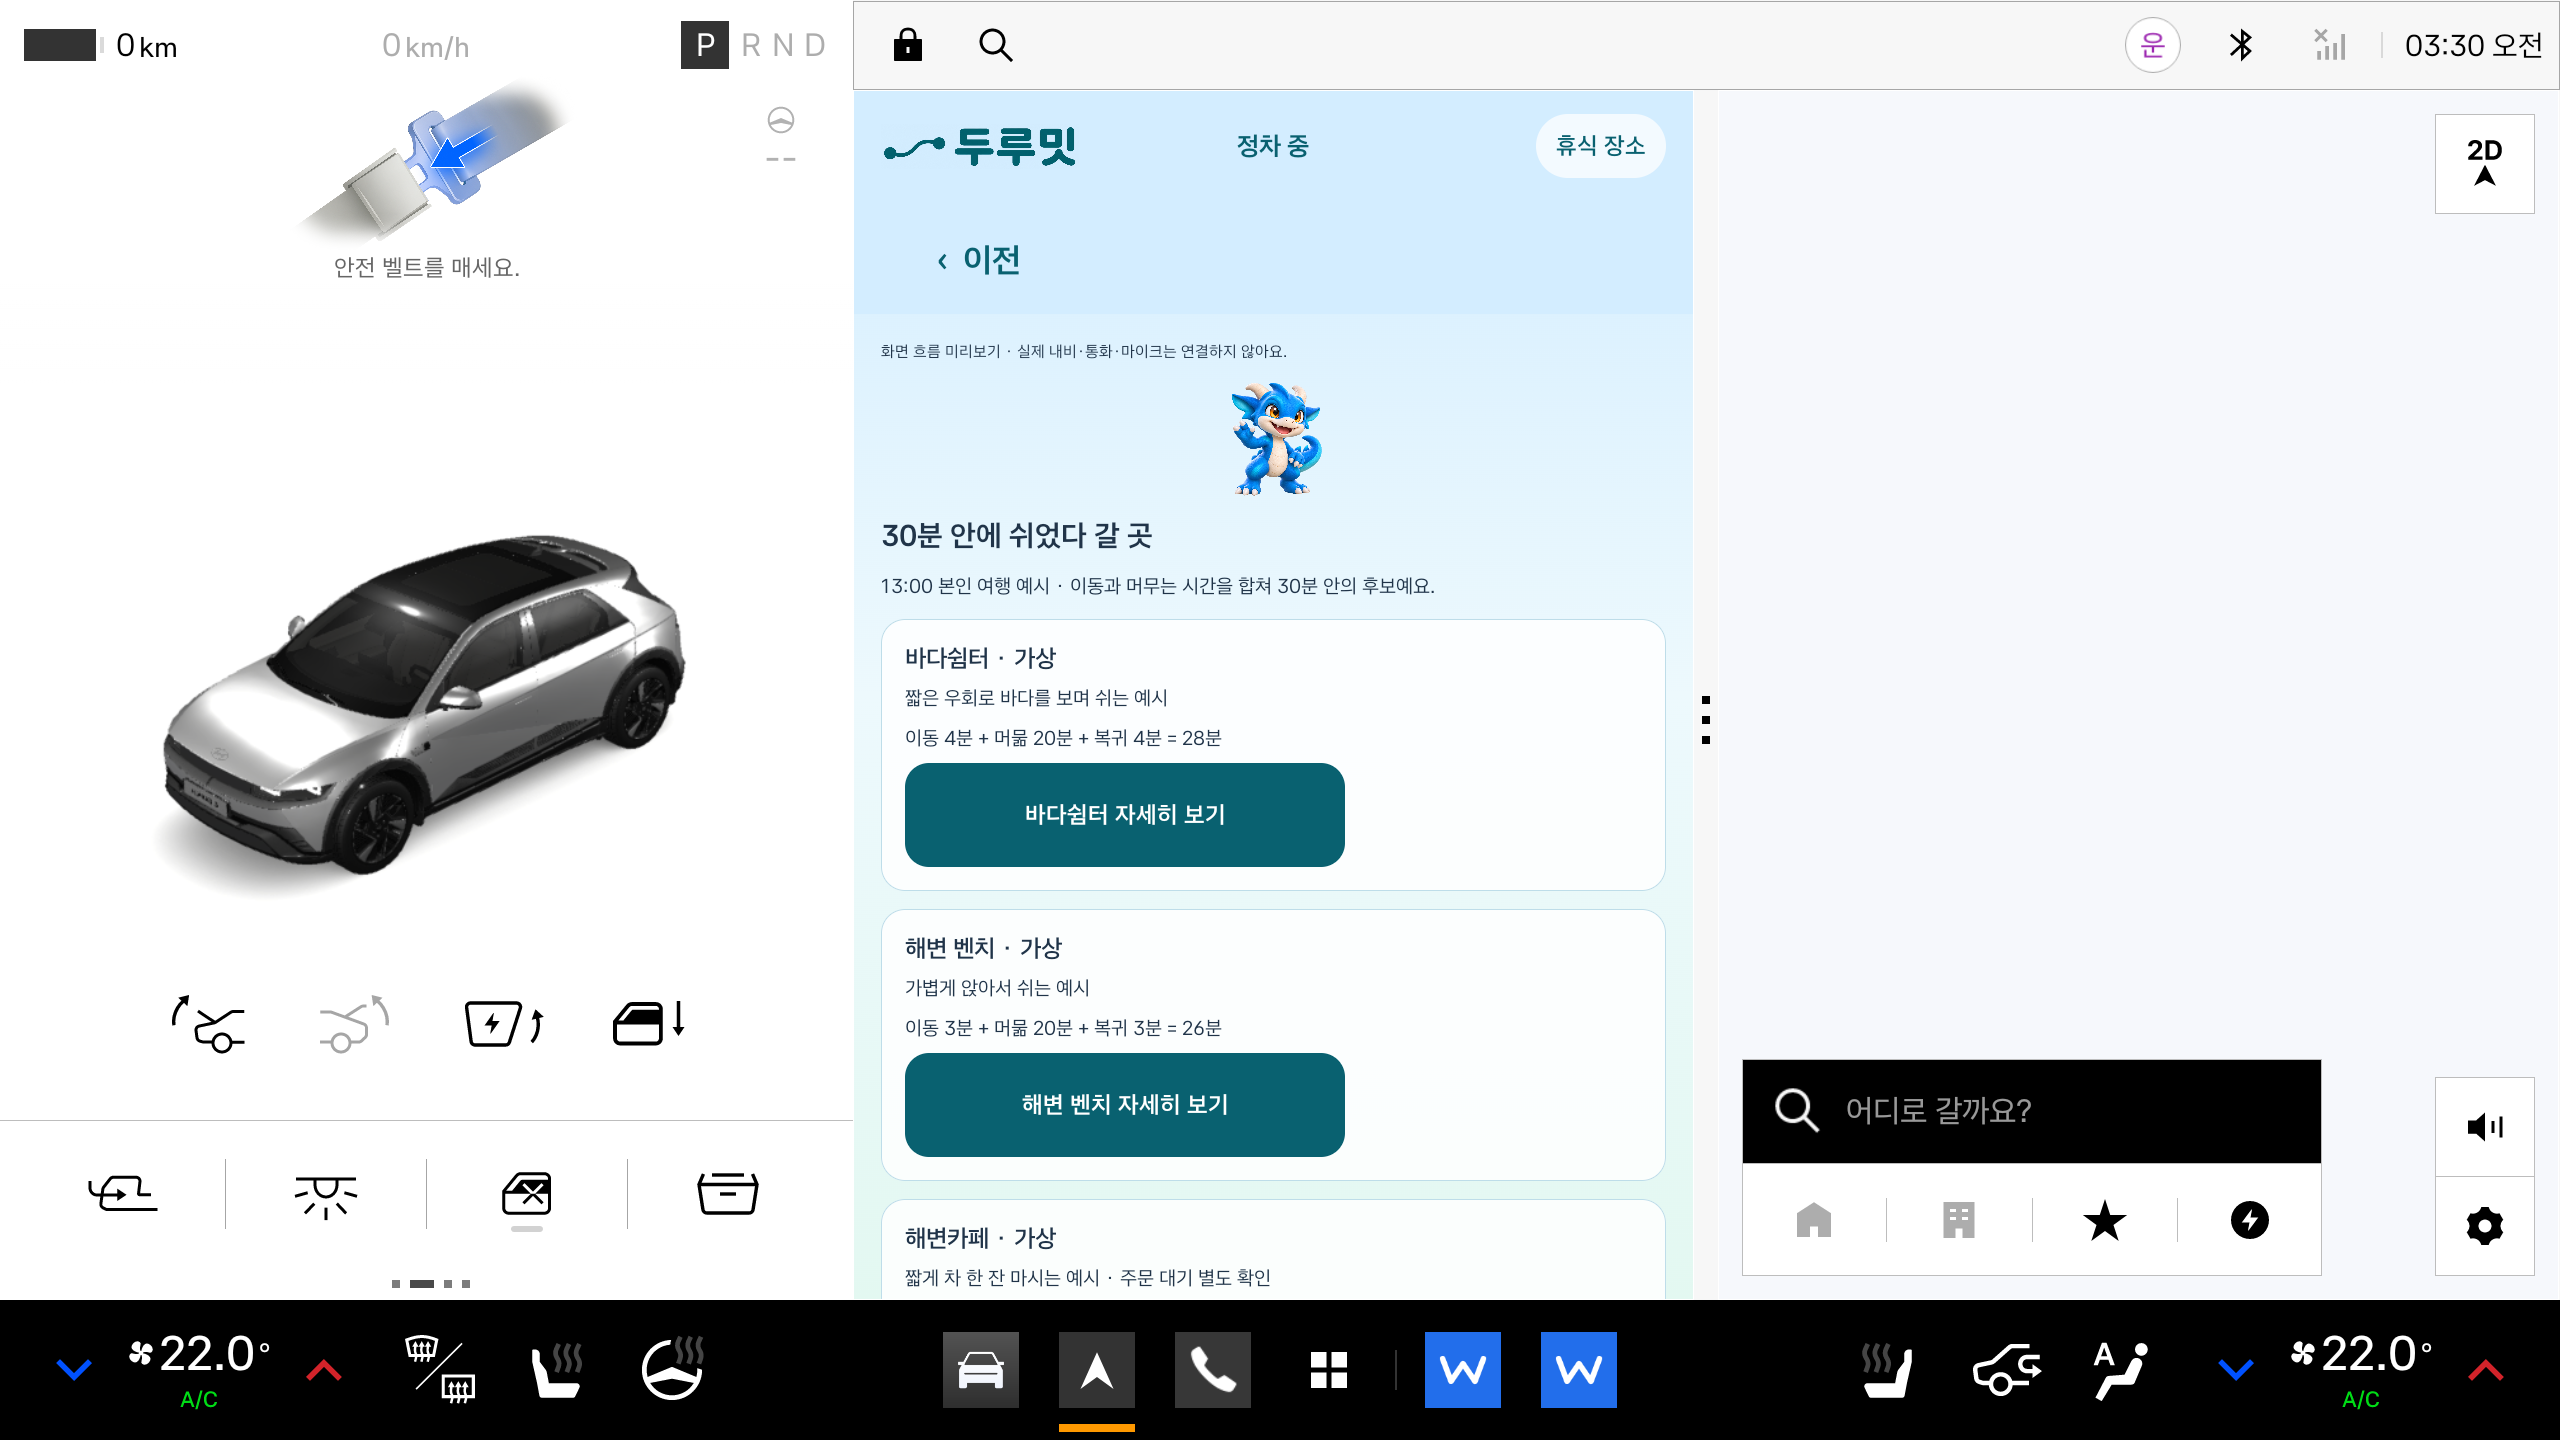 0 km
0 km/h
P R N D
안전 벨트를 매세요.
03:30 오전
운
두루밋
정차 중
휴식 장소
‹ 이전
화면 흐름 미리보기 · 실제 내비·통화·마이크는 연결하지 않아요.
30분 안에 쉬었다 갈 곳
13:00 본인 여행 예시 · 이동과 머무는 시간을 합쳐 30분 안의 후보예요.
바다쉼터 · 가상
짧은 우회로 바다를 보며 쉬는 예시
이동 4분 + 머묾 20분 + 복귀 4분 = 28분
바다쉼터 자세히 보기
해변 벤치 · 가상
가볍게 앉아서 쉬는 예시
이동 3분 + 머묾 20분 + 복귀 3분 = 26분
해변 벤치 자세히 보기
해변카페 · 가상
짧게 차 한 잔 마시는 예시 · 주문 대기 별도 확인
2D
어디로 갈까요?
22.0°
A/C
A
22.0°
A/C